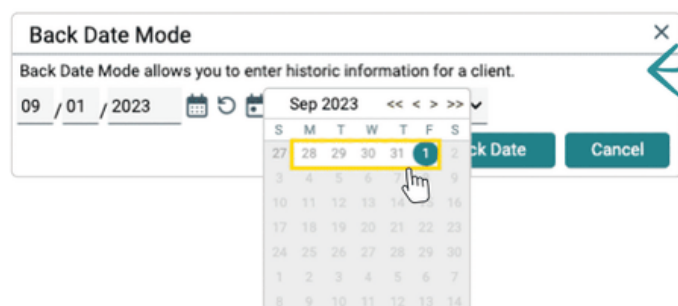 Back Date Mode
Back Date Mode allows you to enter historic information for a client.
09 / 01 / 2023
Sep 2023 << < > >>
S M T W T F S
27 28 29 30 31 1 2
3 4 5 6 7 9
10 11 12 13 14 15 16
17 18 19 20 21 22 23
24 25 26 27 28 29 30
1 2 3 4 5 6 7
8 9 10 11 12 13 14
ck Date Cancel